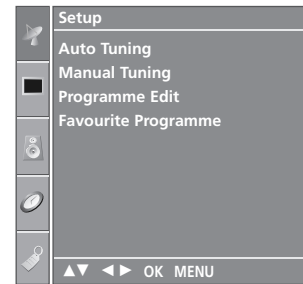 Setup
Auto Tuning
Manual Tuning
Programme Edit
Favourite Programme
▲▼ ◄► OK MENU